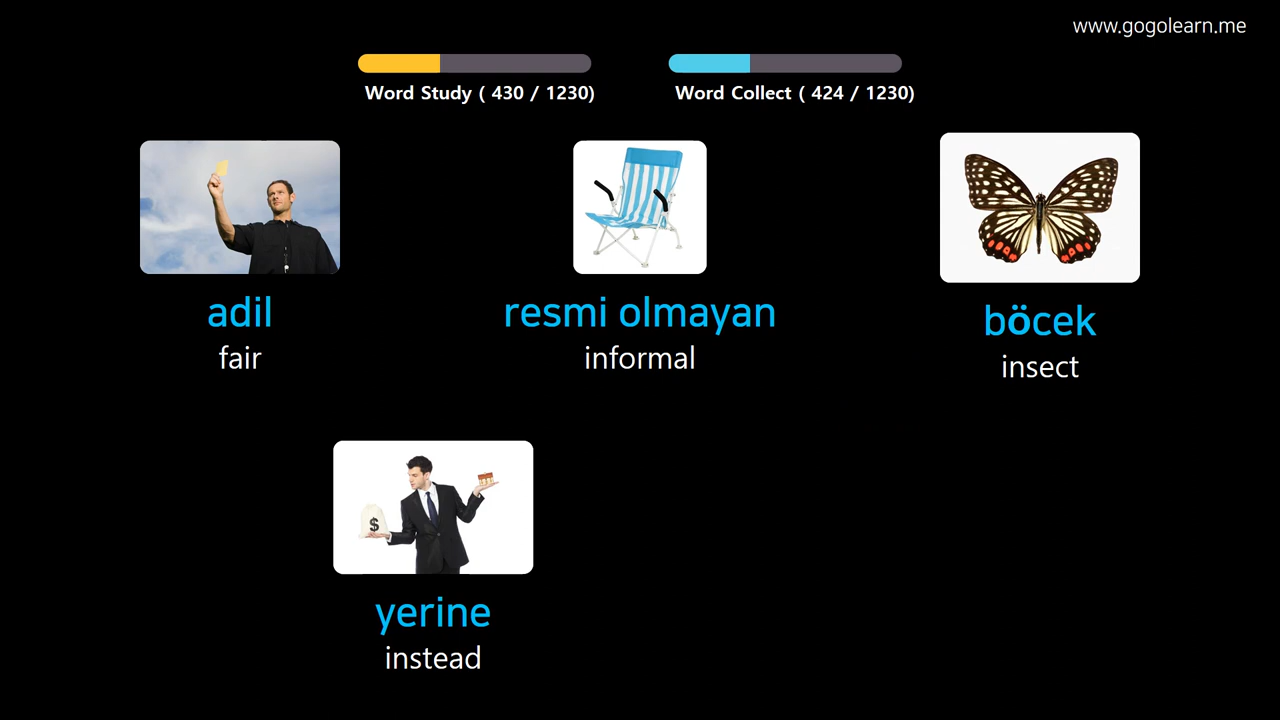 www.gogolearn.me
Word Study ( 430 / 1230)
Word Collect ( 424 / 1230)
adil
fair
resmi olmayan
informal
böcek
insect
$
yerine
instead